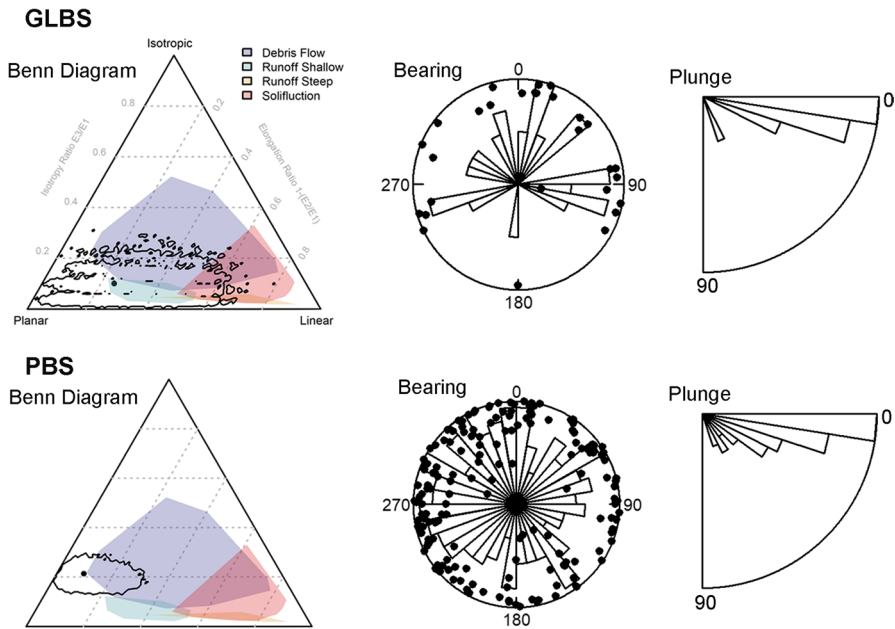 GLBS
Benn Diagram
Isotropic
Debris Flow
Runoff Shallow
Runoff Steep
Solifluction
0.8
0.6
0.4
0.2
0.2
0.4
0.6
0.8
Isotropy Ratio E3/E1
Elongation Ratio 1-(E2/E1)
Planar
Linear
Bearing
0
270
90
180
Plunge
0
90
PBS
Benn Diagram
Bearing
0
270
90
180
Plunge
0
90